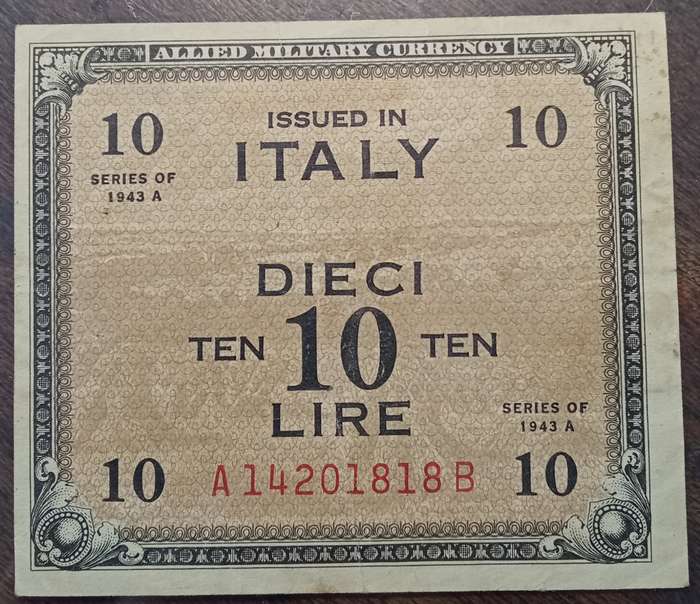 ALLIED MILITARY CURRENCY
10 ISSUED IN 10
ITALY
SERIES OF
1943 A
DIECI
TEN 10 TEN
LIRE
SERIES OF
1943 A
10 A14201818B 10